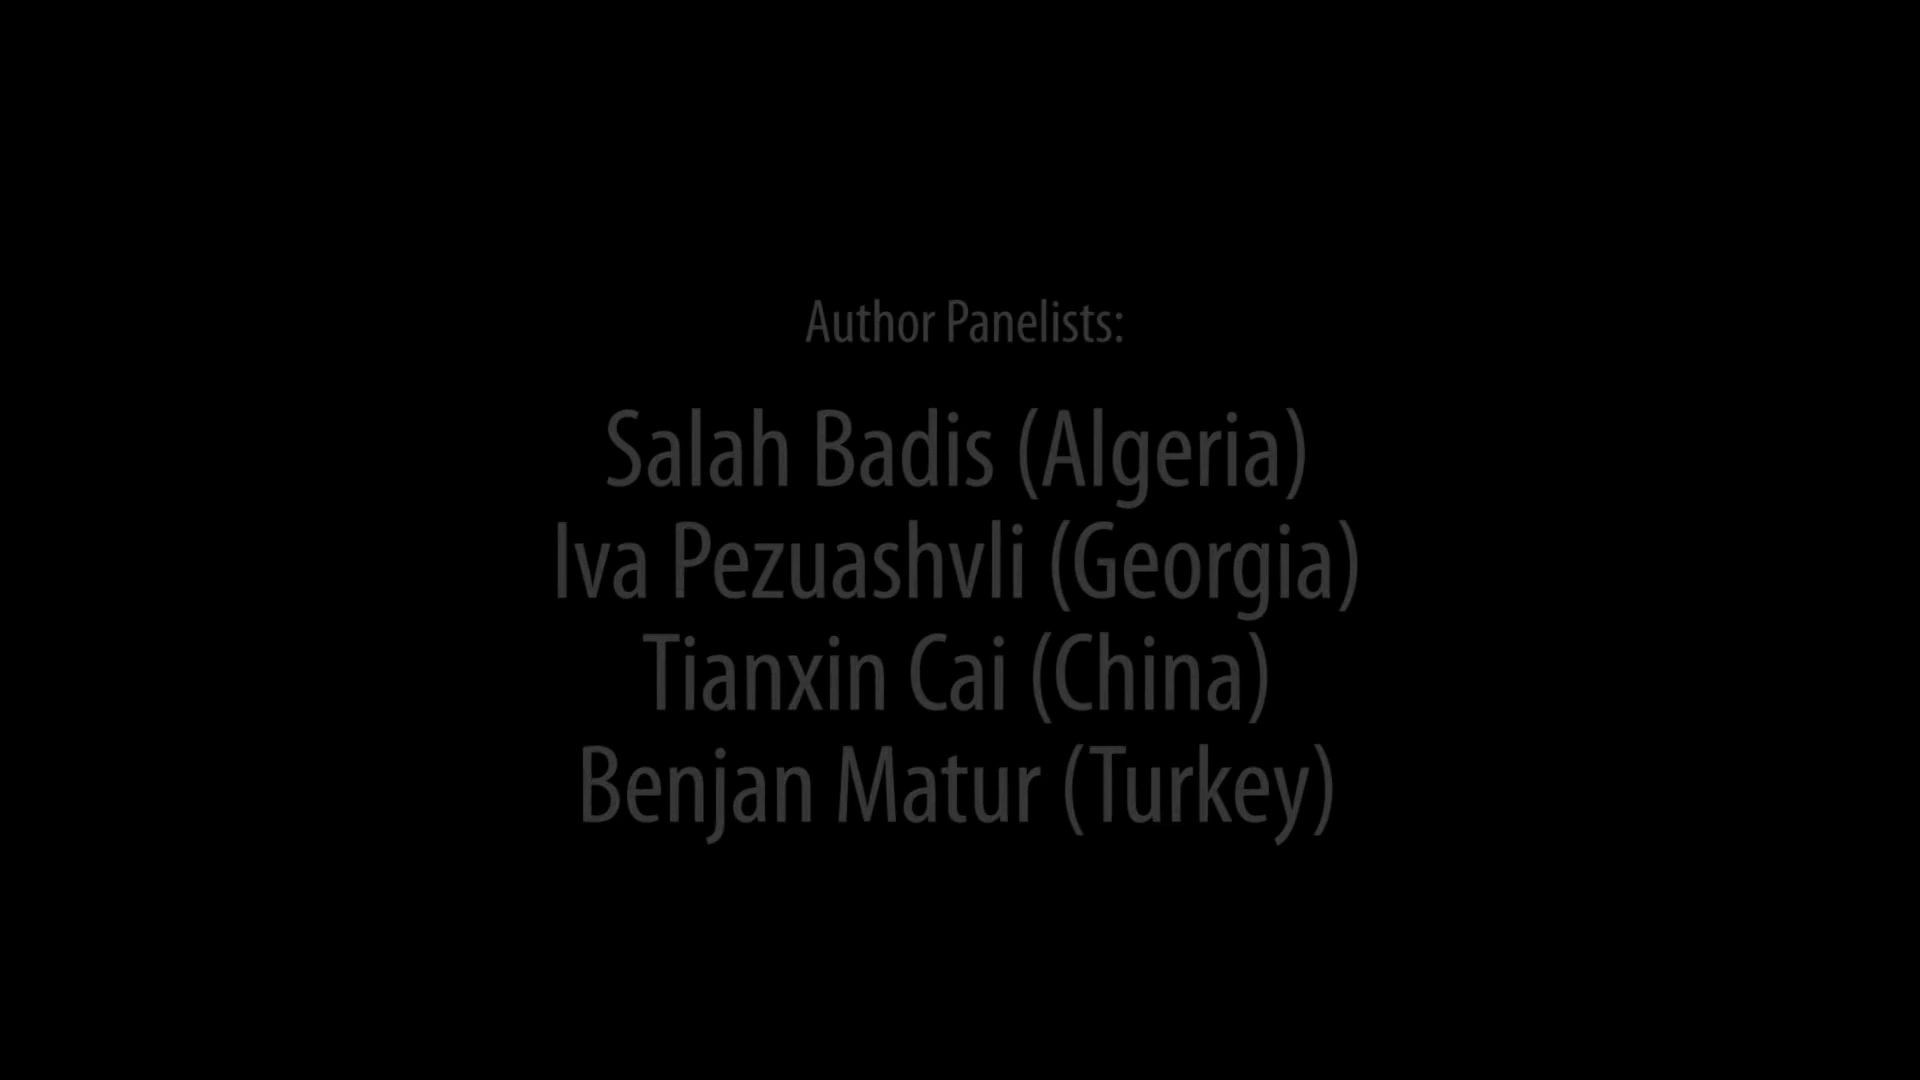 Author Panelists:
Salah Badis (Algeria)
Iva Pezuashvli (Georgia)
Tianxin Cai (China)
Benjan Matur (Turkey)